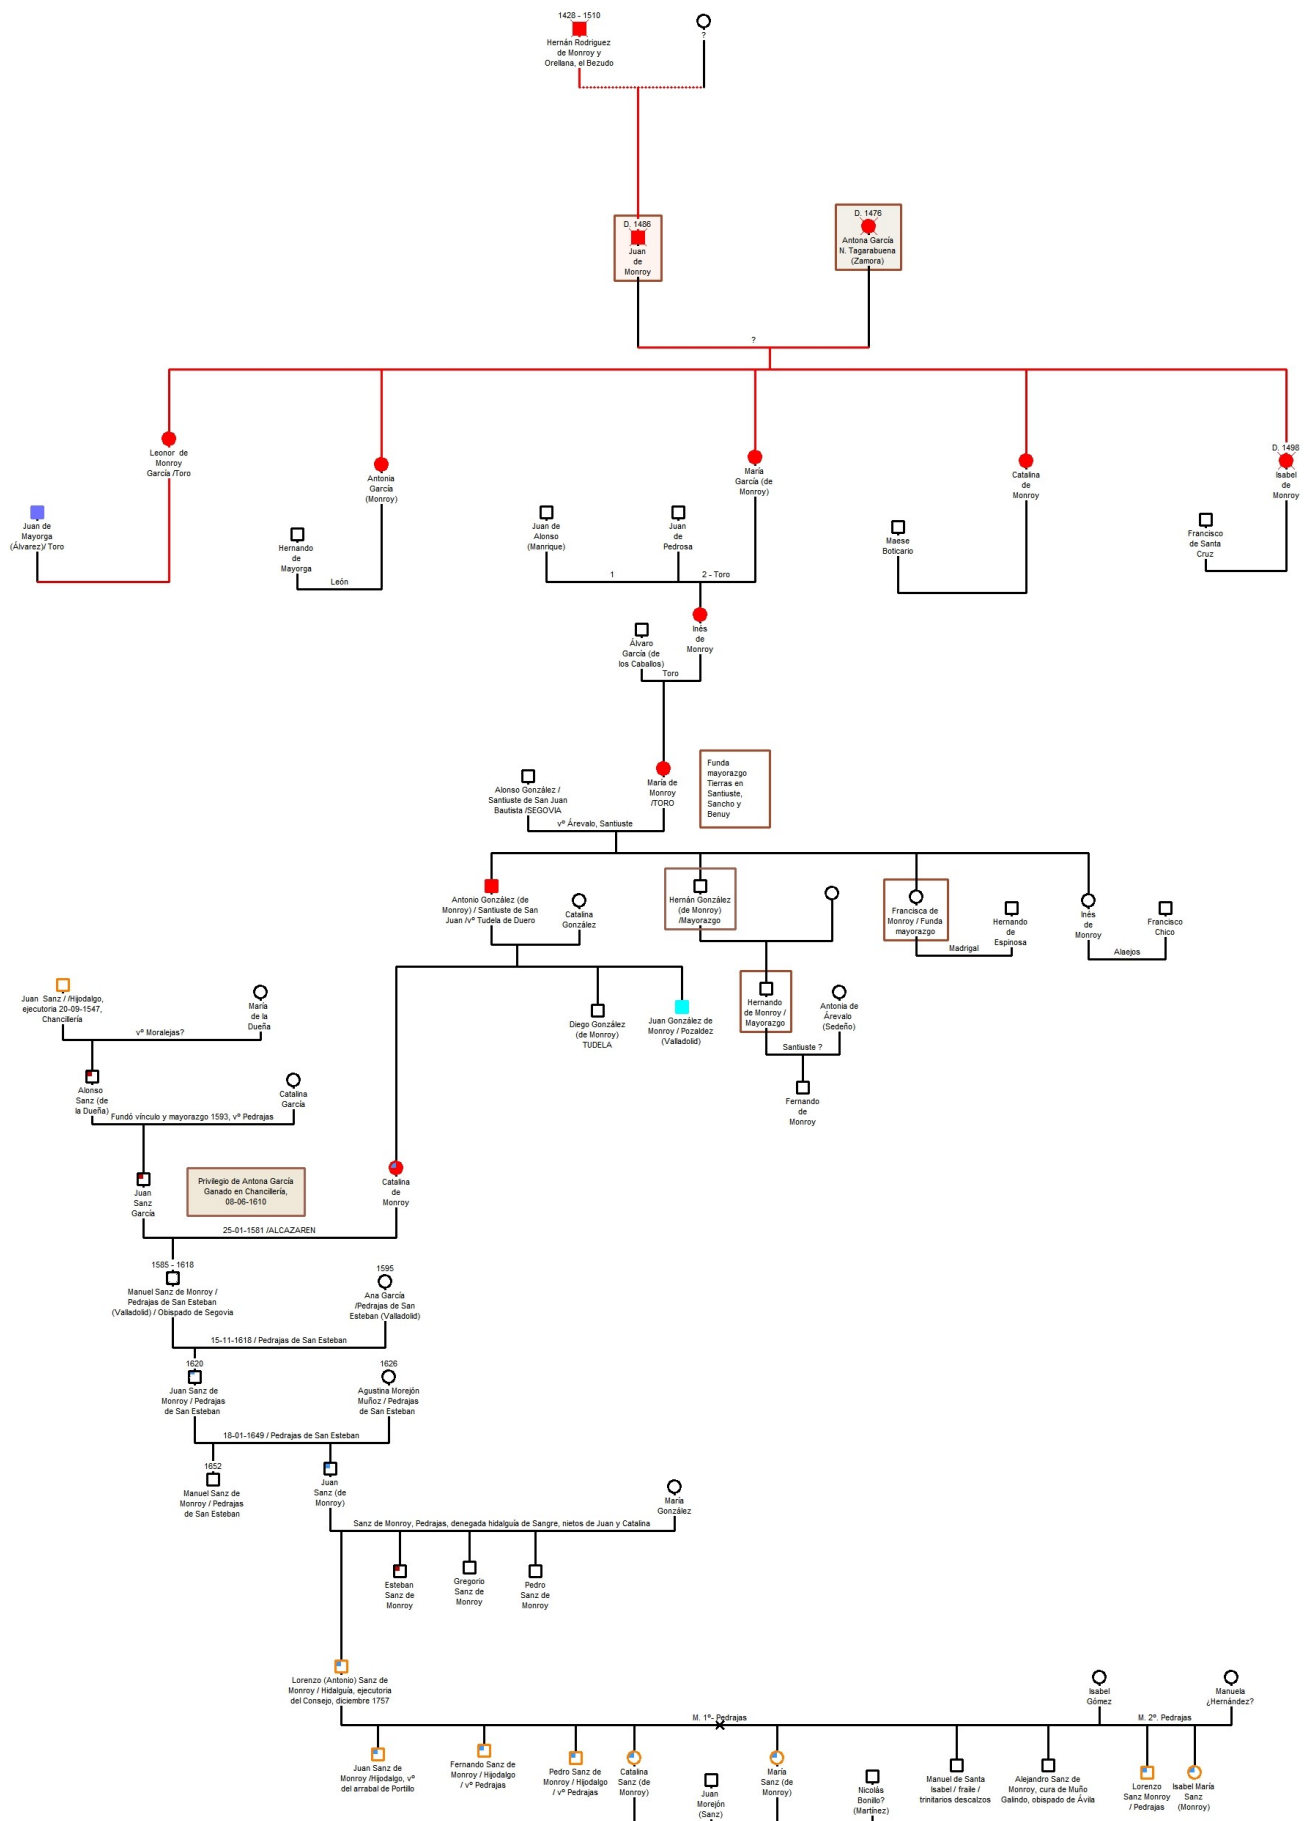 1428 - 1510
Hernán Rodriguez
de Monroy y
Orellana, el Bezudo
?
D. 1486
Juan
de
Monroy
D. 1476
Antona García
N. Tagarabuena
(Zamora)
?
Leonor de
Monroy
García /Toro
Antonia
García
(Monroy)
María
García (de
Monroy)
Catalina
de
Monroy
D. 1498
Isabel
de
Monroy
Juan de
Mayorga
(Álvarez)/ Toro
Hernando
de
Mayorga
León
Juan de
Alonso
(Manrique)
Juan
de
Pedrosa
1
2 - Toro
Maese
Boticario
Francisco
de Santa
Cruz
Inés
de
Monroy
Álvaro
García (de
los Caballos)
Toro
María de
Monroy
/TORO
Funda
mayorazgo
Tierras en
Santiuste,
Sancho y
Benuy
Alonso González /
Santiuste de San Juan
Bautista /SEGOVIA
vº Árevalo, Santiuste
Antonio González (de
Monroy) / Santiuste de San
Juan /vº Tudela de Duero
Catalina
González
Hernán González
(de Monroy)
/Mayorazgo
Francisca de
Monroy / Funda
mayorazgo
Hernando
de
Espinosa
Madrigal
Inés
de
Monroy
Francisco
Chico
Alaejos
Juan Sanz / /Hijodalgo,
ejecutoria 20-09-1547,
Chancillería
María
de la
Dueña
vº Moralejas?
Diego González
(de Monroy)
TUDELA
Juan González de
Monroy / Pozaldez
(Valladolid)
Hernando
de Monroy /
Mayorazgo
Antonia de
Árevalo
(Sedeño)
Santiuste ?
Fernando
de
Monroy
Alonso
Sanz (de
la Dueña)
Catalina
García
Fundó vínculo y mayorazgo 1593, vº Pedrajas
Juan
Sanz
García
Privilegio de Antona García
Ganado en Chancillería,
08-06-1610
Catalina
de
Monroy
25-01-1581 /ALCAZAREN
1585 - 1618
Manuel Sanz de Monroy /
Pedrajas de San Esteban
(Valladolid) / Obispado de Segovia
1595
Ana García
/Pedrajas de San
Esteban (Valladolid)
15-11-1618 / Pedrajas de San Esteban
1620
Juan Sanz de
Monroy / Pedrajas
de San Esteban
1626
Agustina Morejón
Muñoz / Pedrajas
de San Esteban
18-01-1649 / Pedrajas de San Esteban
1652
Manuel Sanz de
Monroy / Pedrajas
de San Esteban
Juan
Sanz (de
Monroy)
María
González
Sanz de Monroy, Pedrajas, denegada hidalguía de Sangre, nietos de Juan y Catalina
Esteban
Sanz de
Monroy
Gregorio
Sanz de
Monroy
Pedro
Sanz de
Monroy
Lorenzo (Antonio) Sanz de
Monroy / Hidalguía, ejecutoria
del Consejo, diciembre 1757
Isabel
Gómez
Manuela
¿Hernández?
M. 1º- Pedrajas
M. 2º. Pedrajas
Juan Sanz de
Monroy /Hijodalgo, vº
del arrabal de Portillo
Fernando Sanz de
Monroy / Hijodalgo
/ vº Pedrajas
Pedro Sanz de
Monroy / Hijodalgo
/ vº Pedrajas
Catalina
Sanz (de
Monroy)
Juan
Morejón
(Sanz)
María
Sanz (de
Monroy)
Nicolás
Bonillo?
(Martínez)
Manuel de Santa
Isabel / fraile /
trinitarios descalzos
Alejandro Sanz de
Monroy, cura de Muño
Galindo, obispado de Ávila
Lorenzo
Sanz Monroy
/ Pedrajas
Isabel María
Sanz
(Monroy)